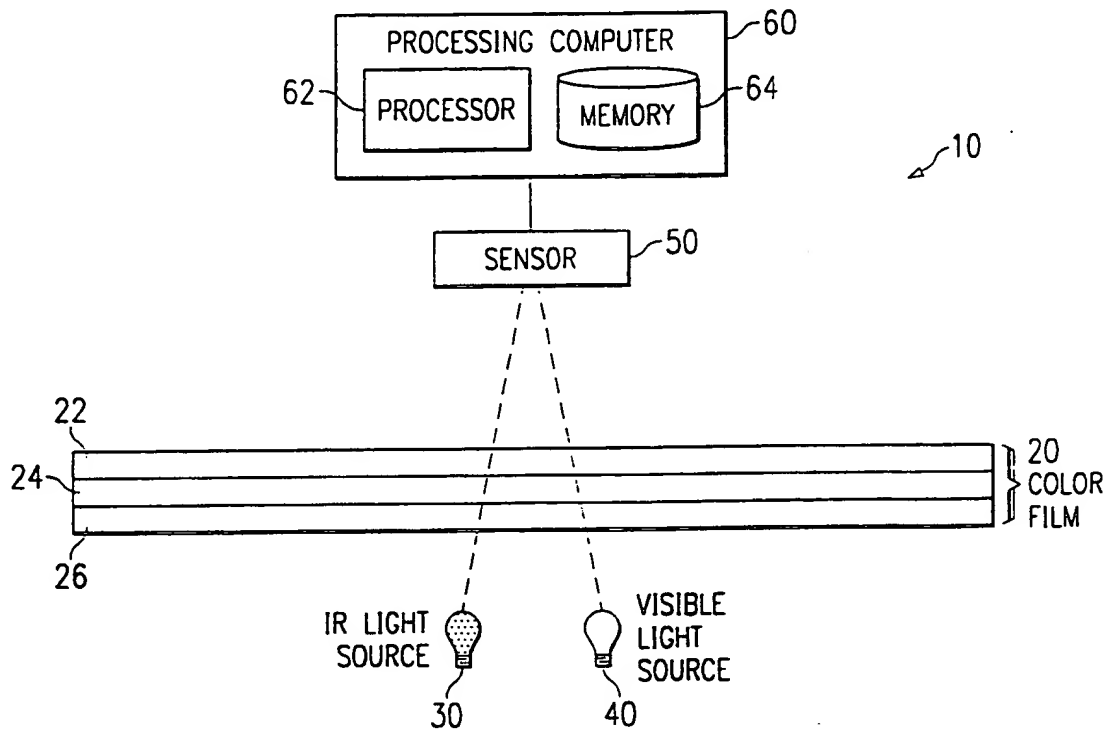 60
PROCESSING COMPUTER
62
PROCESSOR
MEMORY
64
10
SENSOR
50
22
24
26
20
COLOR
FILM
IR LIGHT
SOURCE
VISIBLE
LIGHT
SOURCE
30
40